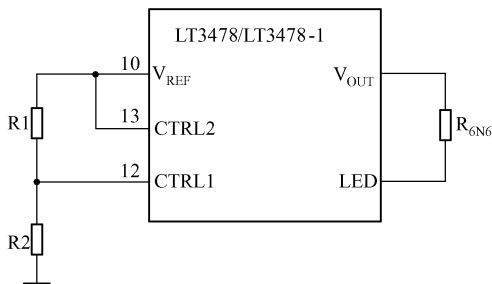 LT3478/LT3478-1
10
VREF
VOUT
13
R1
CTRL2
R6N6
12
CTRL1
LED
R2